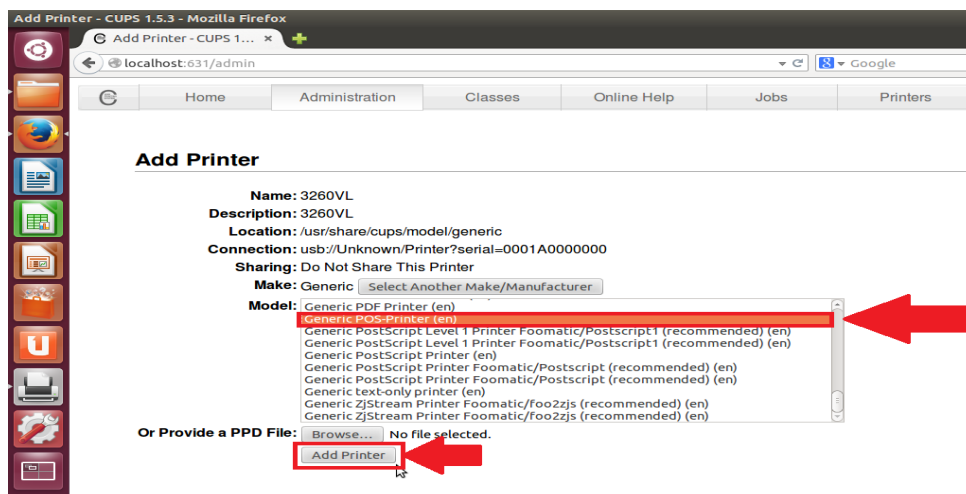 Add Printer - CUPS 1.5.3 - Mozilla Firefox
Add Printer - CUPS 1...
localhost:631/admin
Google
Home Administration Classes Online Help Jobs Printers
Add Printer
Name: 3260VL
Description: 3260VL
Location: /usr/share/cups/model/generic
Connection: usb://Unknown/Printer?serial=0001A0000000
Sharing: Do Not Share This Printer
Make: Generic Select Another Make/Manufacturer
Model: Generic PDF Printer (en)
Generic POS-Printer (en)
Generic PostScript Level 1 Printer Foomatic/Postscript1 (recommended) (en)
Generic PostScript Level 1 Printer Foomatic/Postscript1 (recommended) (en)
Generic PostScript Printer (en)
Generic PostScript Printer Foomatic/Postscript (recommended) (en)
Generic PostScript Printer Foomatic/Postscript (recommended) (en)
Generic text-only printer (en)
Generic ZjStream Printer Foomatic/foo2zjs (recommended) (en)
Generic ZjStream Printer Foomatic/foo2zjs (recommended) (en)
Or Provide a PPD File: Browse... No file selected.
Add Printer